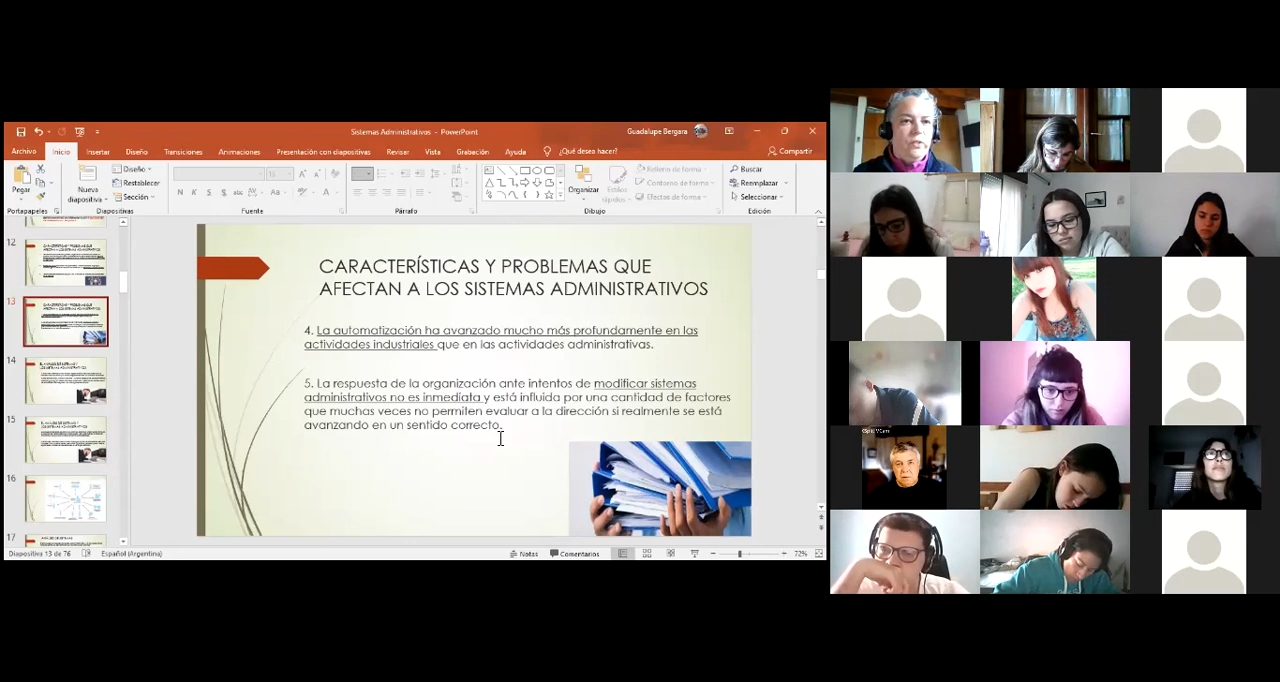 Sistemas Administrativos - PowerPoint
Guadalupe Bergara
Archivo Inicio Insertar Diseño Transiciones Animaciones Presentación con diapositivas Revisar Vista Grabación Ayuda ¿Qué desea hacer? Compartir
Pegar
Nueva diapositiva
Diseño
Restablecer
Sección
Organizar
Estilos rápidos
Relleno de forma
Contorno de forma
Efectos de forma
Buscar
Reemplazar
Seleccionar
Portapapeles Diapositivas Fuente Párrafo Dibujo Edición
12
13
14
15
16
17
CARACTERÍSTICAS Y PROBLEMAS QUE
AFECTAN A LOS SISTEMAS ADMINISTRATIVOS
4. La automatización ha avanzado mucho más profundamente en las
actividades industriales que en las actividades administrativas.
5. La respuesta de la organización ante intentos de modificar sistemas
administrativos no es inmediata y está influida por una cantidad de factores
que muchas veces no permiten evaluar a la dirección si realmente se está
avanzando en un sentido correcto.
Diapositiva 13 de 76 Español (Argentina) Notas Comentarios 72%